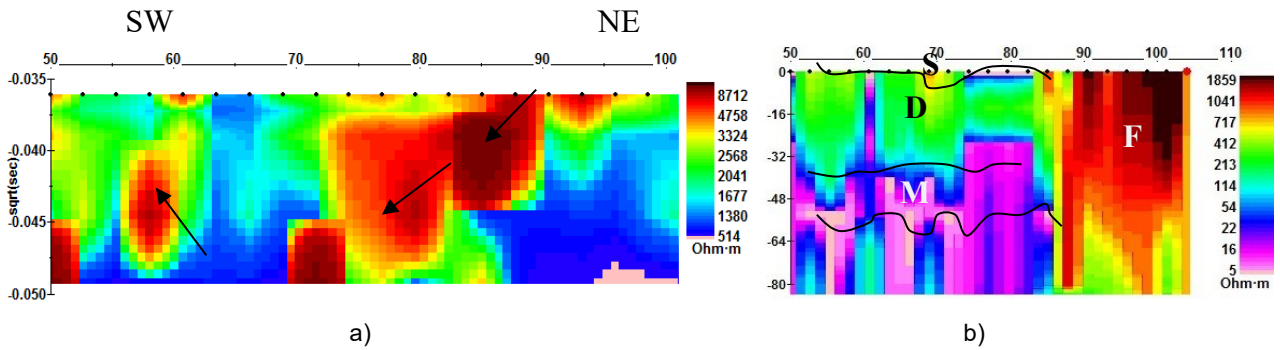 SW NE
50 60 70 80 90 100
-0.035
-0.040
-0.045
-0.050
-sqrt(sec)
8712
4758
3324
2568
2041
1677
1380
514
Ohm·m
a)
50 60 70 80 90 100 110
0
-16
-32
-48
-64
-80
S
D
M
F
1859
1041
717
412
213
114
54
22
16
5
Ohm·m
b)